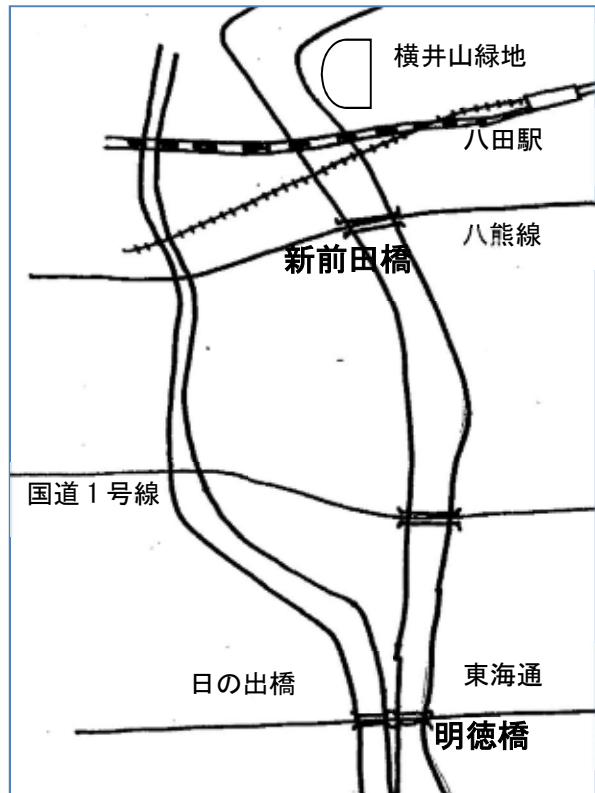 横井山緑地
八田駅
八熊線
新前田橋
国道１号線
日の出橋
東海通
明徳橋